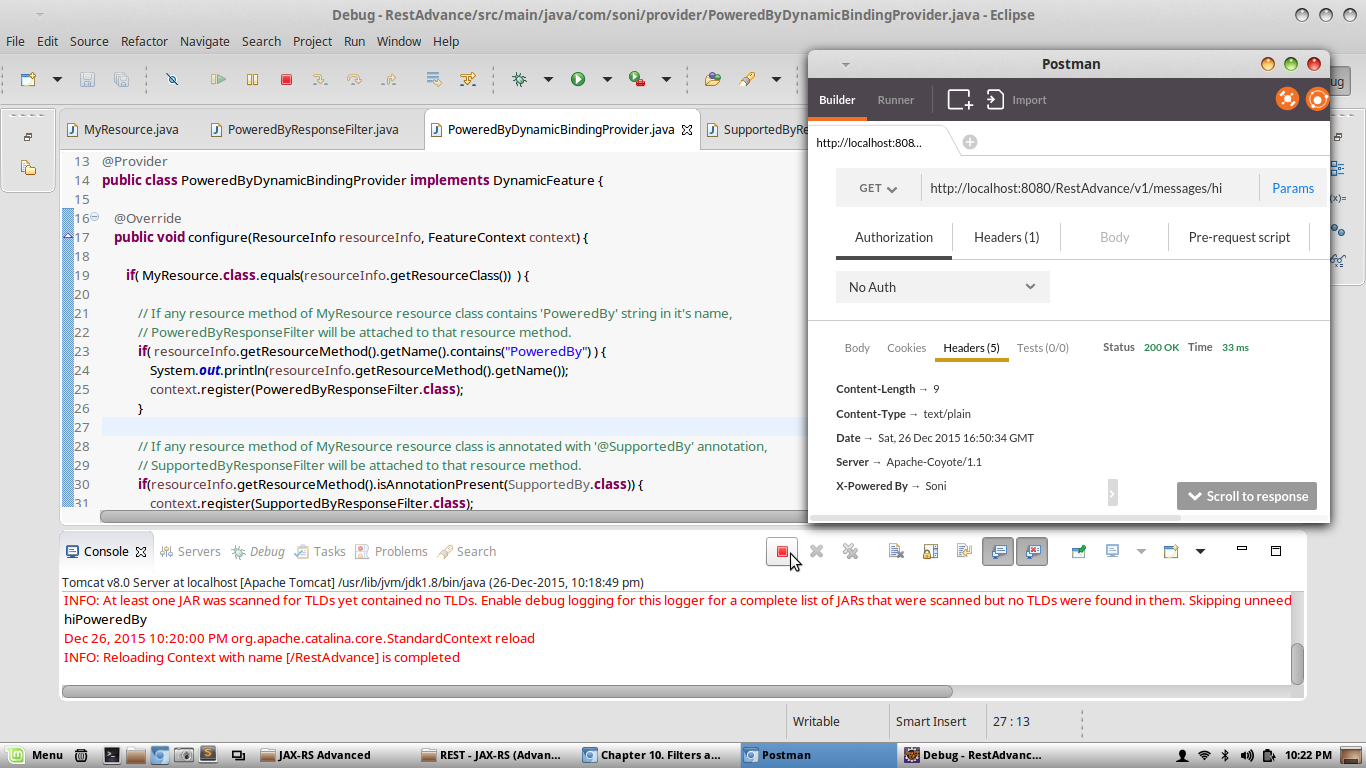 Debug - RestAdvance/src/main/java/com/soni/provider/PoweredByDynamicBindingProvider.java - Eclipse
File Edit Source Refactor Navigate Search Project Run Window Help
MyResource.java PoweredByResponseFilter.java PoweredByDynamicBindingProvider.java SupportedByRe
13 @Provider
14 public class PoweredByDynamicBindingProvider implements DynamicFeature {
15
16 @Override
17 public void configure(ResourceInfo resourceInfo, FeatureContext context) {
18
19 if( MyResource.class.equals(resourceInfo.getResourceClass()) ) {
20
21 // If any resource method of MyResource resource class contains 'PoweredBy' string in it's name,
22 // PoweredByResponseFilter will be attached to that resource method.
23 if( resourceInfo.getResourceMethod().getName().contains("PoweredBy") ) {
24 System.out.println(resourceInfo.getResourceMethod().getName());
25 context.register(PoweredByResponseFilter.class);
26 }
27
28 // If any resource method of MyResource resource class is annotated with '@SupportedBy' annotation,
29 // SupportedByResponseFilter will be attached to that resource method.
30 if(resourceInfo.getResourceMethod().isAnnotationPresent(SupportedBy.class)) {
31 context.register(SupportedByResponseFilter.class);
Postman
Builder Runner Import
ug
http://localhost:808...
GET http://localhost:8080/RestAdvance/v1/messages/hi Params
(x)=
Authorization Headers (1) Body Pre-request script
No Auth
Body Cookies Headers (5) Tests (0/0) Status 200 OK Time 33 ms
Content-Length → 9
Content-Type → text/plain
Date → Sat, 26 Dec 2015 16:50:34 GMT
Server → Apache-Coyote/1.1
X-Powered By → Soni
Scroll to response
Console Servers Debug Tasks Problems Search
Tomcat v8.0 Server at localhost [Apache Tomcat] /usr/lib/jvm/jdk1.8/bin/java (26-Dec-2015, 10:18:49 pm)
INFO: At least one JAR was scanned for TLDs yet contained no TLDs. Enable debug logging for this logger for a complete list of JARs that were scanned but no TLDs were found in them. Skipping unneed
hiPoweredBy
Dec 26, 2015 10:20:00 PM org.apache.catalina.core.StandardContext reload
INFO: Reloading Context with name [/RestAdvance] is completed
Writable Smart Insert 27 : 13
Menu JAX-RS Advanced REST - JAX-RS (Advan... Chapter 10. Filters a... Postman Debug - RestAdvanc... 10:22 PM